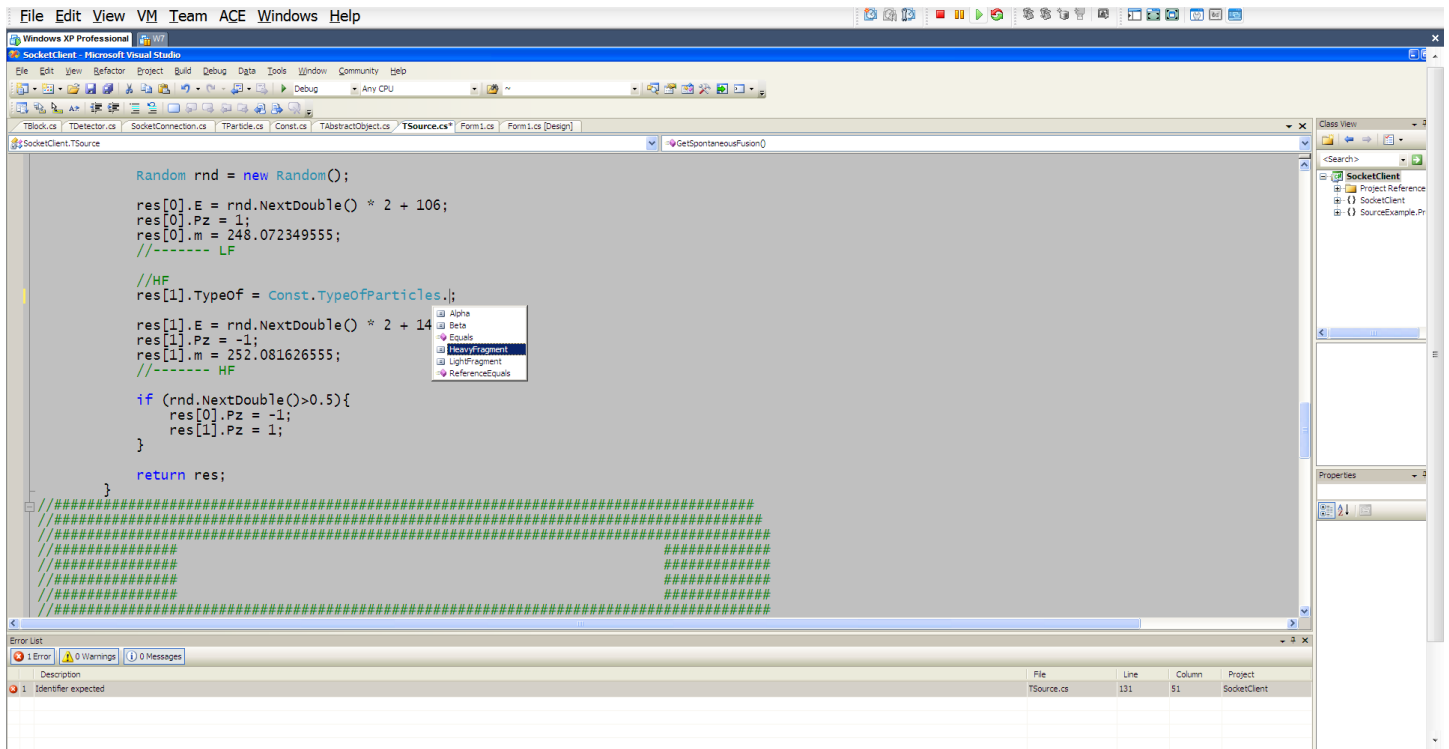 File Edit View VM Team ACE Windows Help
Windows XP Professional W7
SocketClient - Microsoft Visual Studio
File Edit View Refactor Project Build Debug Data Tools Window Community Help
Debug Any CPU ~
TBlock.cs TDetector.cs SocketConnection.cs TParticle.cs Const.cs TAbstractObject.cs TSource.cs* Form1.cs Form1.cs [Design]
SocketClient.TSource GetSpontaneousFusion()
Random rnd = new Random();
res[0].E = rnd.NextDouble() * 2 + 106;
res[0].Pz = 1;
res[0].m = 248.072349555;
//------- LF
//HF
res[1].TypeOf = Const.TypeOfParticles.;
res[1].E = rnd.NextDouble() * 2 + 14
res[1].Pz = -1;
res[1].m = 252.081626555;
//------- HF
Alpha
Beta
Equals
HeavyFragment
LightFragment
ReferenceEquals
if (rnd.NextDouble()>0.5){
res[0].Pz = -1;
res[1].Pz = 1;
}
return res;
}
Class View
<Search>
SocketClient
Project Reference
{} SocketClient
{} SourceExample.Pr
Properties
Error List
1 Error 0 Warnings 0 Messages
Description File Line Column Project
1 Identifier expected TSource.cs 131 51 SocketClient